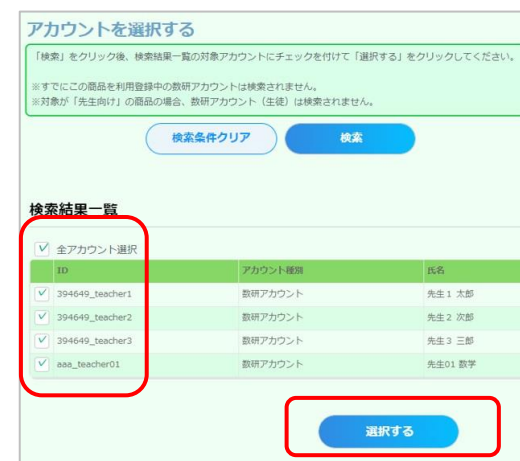 アカウントを選択する
「検索」をクリック後、検索結果一覧の対象アカウントにチェックを付けて「選択する」をクリックしてください。
※すでにこの商品を利用登録中の数研アカウントは検索されません。
※対象が「先生向け」の商品の場合、数研アカウント（生徒）は検索されません。
検索条件クリア 検索
検索結果一覧
全アカウント選択
ID アカウント種別 氏名
394649_teacher1 数研アカウント 先生1 太郎
394649_teacher2 数研アカウント 先生2 次郎
394649_teacher3 数研アカウント 先生3 三郎
aaa_teacher01 数研アカウント 先生01 数学
選択する